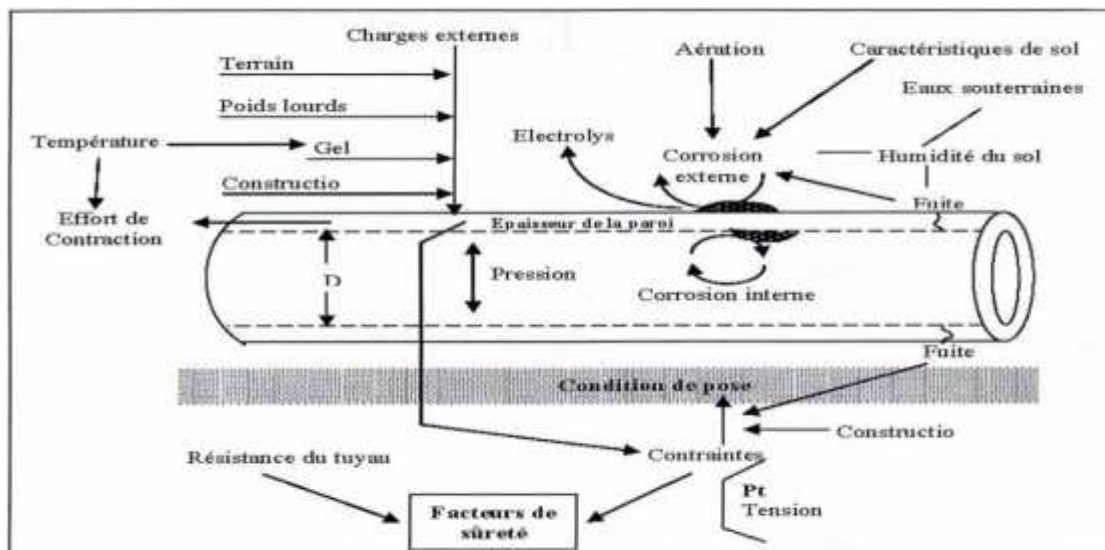 Charges externes
Aération
Caractéristiques de sol
Terrain
Eaux souterraines
Poids lourds
Electrolys
Température
Gel
Corrosion
externe
Humidité du sol
Constructio
Fuite
Effort de
Contraction
Epaisseur de la paroi
D
Pression
Corrosion interne
Fuite
Condition de pose
Constructio
Résistance du tuyau
Contraintes
Facteurs de
sûreté
Pt
Tension